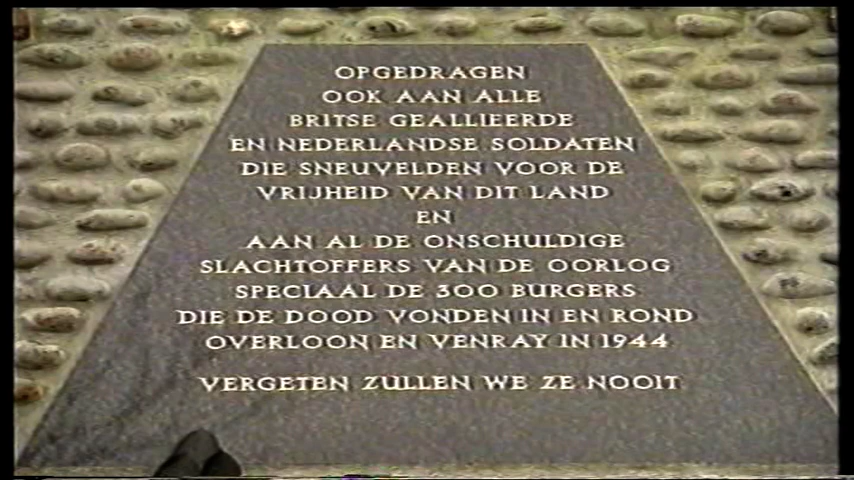 OPGEDRAGEN
OOK AAN ALLE
BRITSE GEALLIEERDE
EN NEDERLANDSE SOLDATEN
DIE SNEUVELDEN VOOR DE
VRIJHEID VAN DIT LAND
EN
AAN AL DE ONSCHULDIGE
SLACHTOFFERS VAN DE OORLOG
SPECIAAL DE 300 BURGERS
DIE DE DOOD VONDEN IN EN ROND
OVERLOON EN VENRAY IN 1944
VERGETEN ZULLEN WE ZE NOOIT